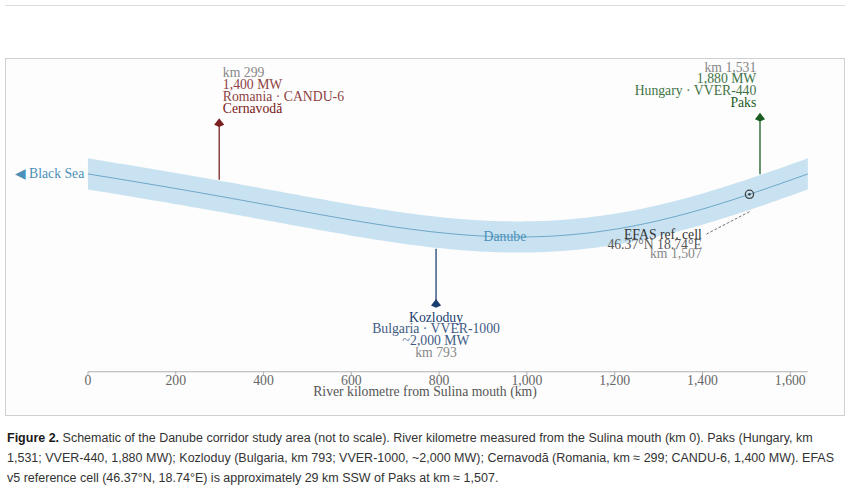 km 299
1,400 MW
Romania · CANDU-6
Cernavodă
km 1,531
1,880 MW
Hungary · VVER-440
Paks
◀ Black Sea
Danube
EFAS ref. cell
46.37°N 18.74°E
km 1,507
Kozloduy
Bulgaria · VVER-1000
~2,000 MW
km 793
0 200 400 600 800 1,000 1,200 1,400 1,600
River kilometre from Sulina mouth (km)
Figure 2. Schematic of the Danube corridor study area (not to scale). River kilometre measured from the Sulina mouth (km 0). Paks (Hungary, km
1,531; VVER-440, 1,880 MW); Kozloduy (Bulgaria, km 793; VVER-1000, ~2,000 MW); Cernavodă (Romania, km ≈ 299; CANDU-6, 1,400 MW). EFAS
v5 reference cell (46.37°N, 18.74°E) is approximately 29 km SSW of Paks at km ≈ 1,507.